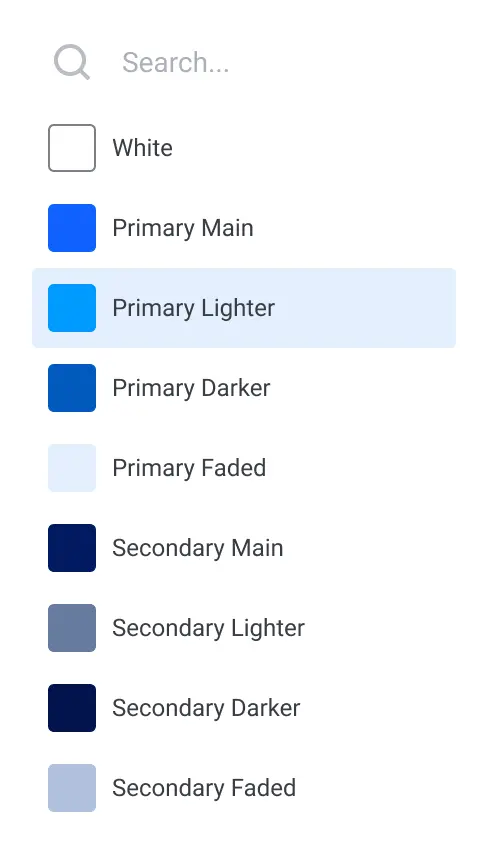 Search...
White
Primary Main
Primary Lighter
Primary Darker
Primary Faded
Secondary Main
Secondary Lighter
Secondary Darker
Secondary Faded